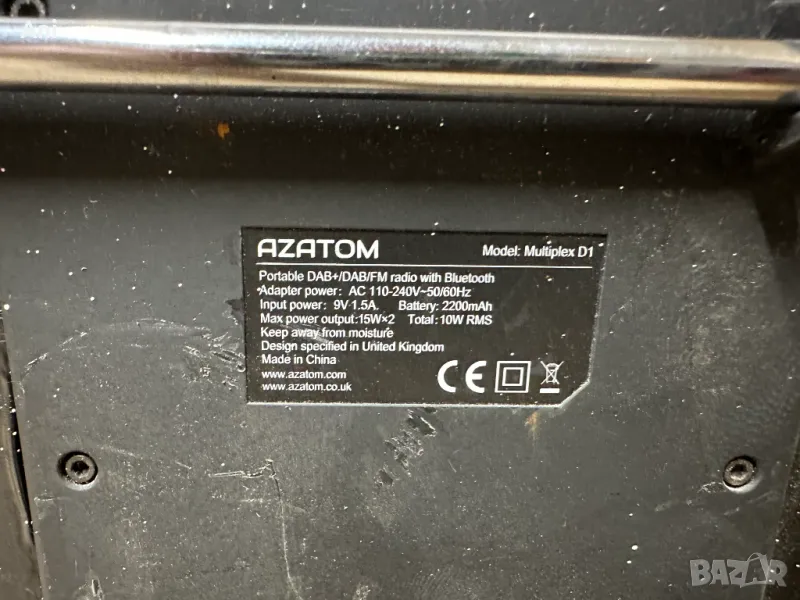 AZATOM
Model: Multiplex D1
Portable DAB+/DAB/FM radio with Bluetooth
Adapter power: AC 110-240V~50/60Hz
Input power: 9V 1.5A. Battery: 2200mAh
Max power output:15W×2 Total:10W RMS
Keep away from moisture
Design specified in United Kingdom
Made in China
www.azatom.com
www.azatom.co.uk
CE
BAZAR